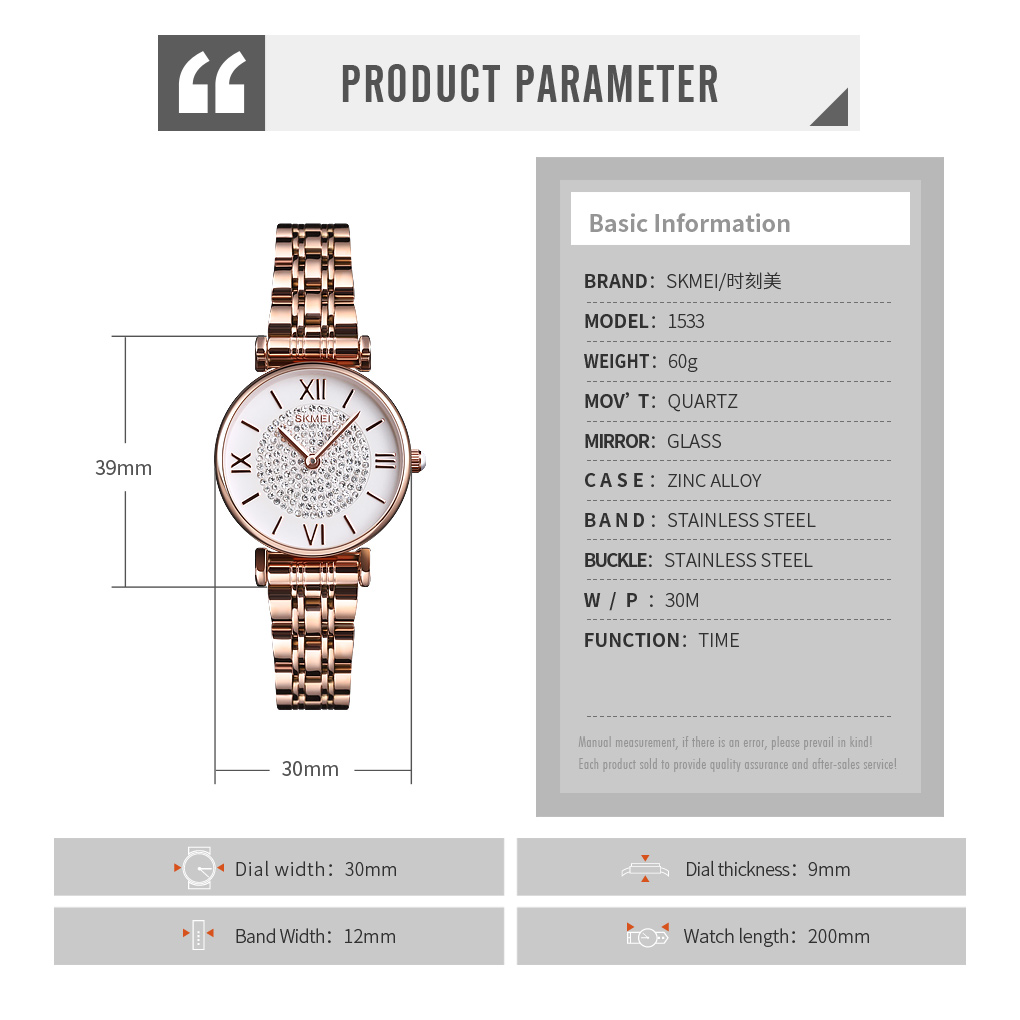 PRODUCT PARAMETER
Basic Information
BRAND: SKMEI/时刻美
MODEL: 1533
WEIGHT: 60g
MOV'T: QUARTZ
MIRROR: GLASS
CASE: ZINC ALLOY
BAND: STAINLESS STEEL
BUCKLE: STAINLESS STEEL
W/P: 30M
FUNCTION: TIME
Manual measurement, if there is an error, please prevail in kind!
Each product sold to provide quality assurance and after-sales service!
XII
SKMEI
IX
III
VI
39mm
30mm
Dial width: 30mm
Dial thickness: 9mm
Band Width: 12mm
Watch length: 200mm